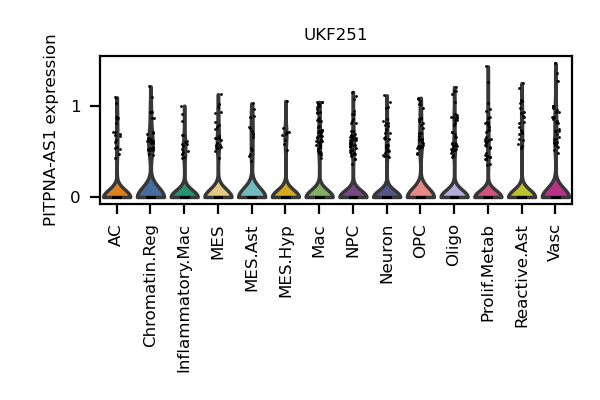 UKF251
PITPNA-AS1 expression
1
0
AC
Chromatin.Reg
Inflammatory.Mac
MES
MES.Ast
MES.Hyp
Mac
NPC
Neuron
OPC
Oligo
Prolif.Metab
Reactive.Ast
Vasc